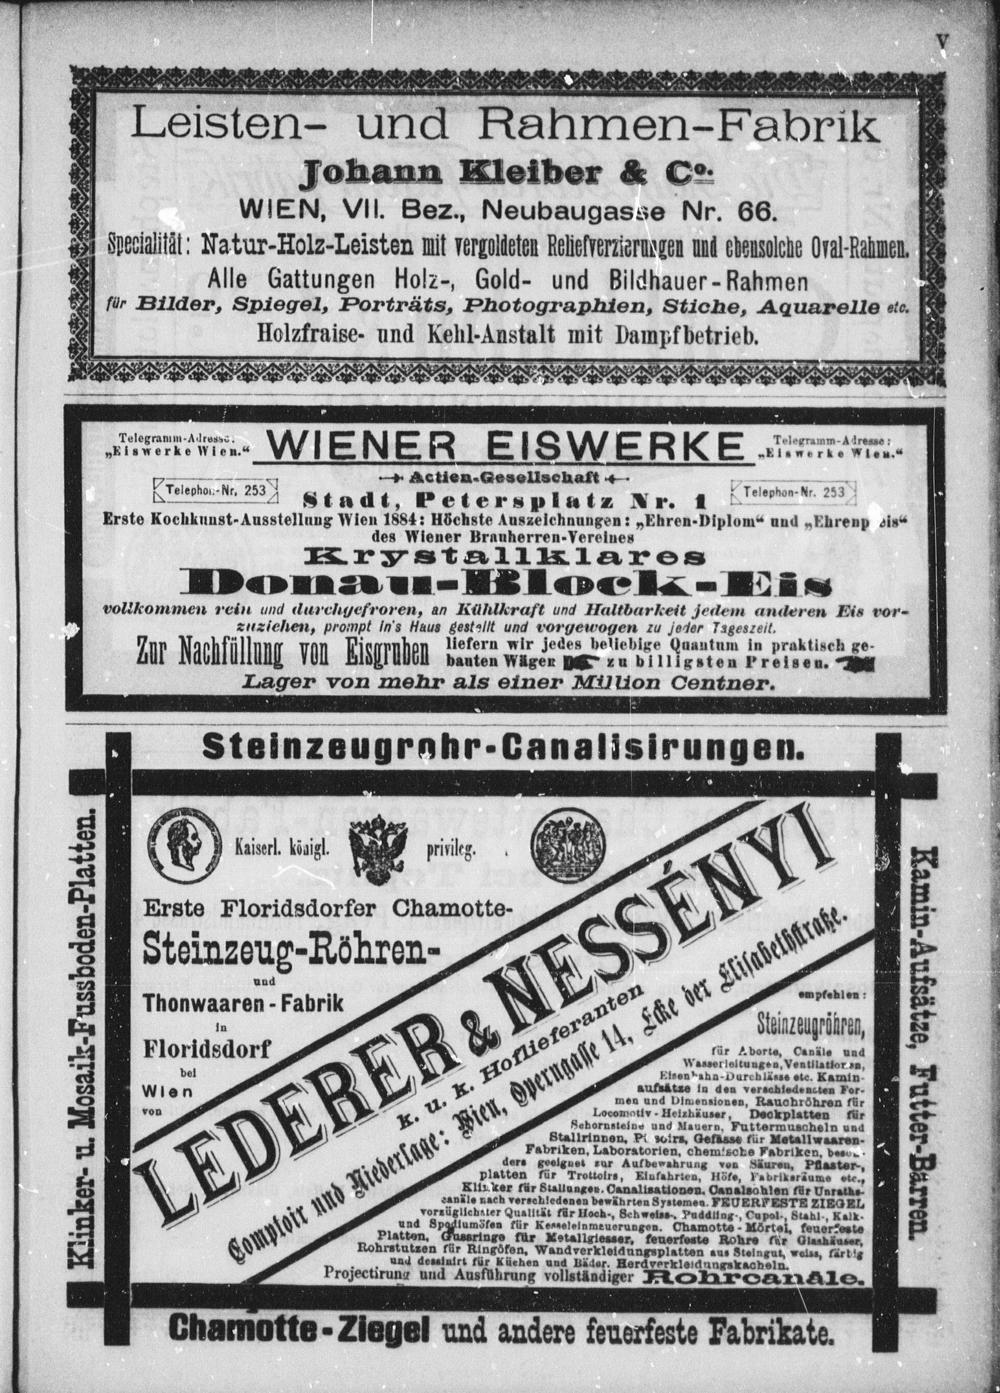 V
Leisten- und Rahmen-Fabrik
Johann Kleiber & Co.
WIEN, VII. Bez., Neubaugasse Nr. 66.
Specialität: Natur-Holz-Leisten mit vergoldeten Reliefverzierungen und ebensolche Oval-Rahmen.
Alle Gattungen Holz-, Gold- und Bildhauer-Rahmen
für Bilder, Spiegel, Porträts, Photographien, Stiche, Aquarelle etc.
Holzfraise- und Kehl-Anstalt mit Dampfbetrieb.
Telegramm-Adresse:
„Eiswerke Wien.“
WIENER EISWERKE
Telegramm-Adresse:
„Eiswerke Wien.“
Actien-Gesellschaft
Telephon-Nr. 253
Stadt, Petersplatz Nr. 1
Telephon-Nr. 253
Erste Kochkunst-Ausstellung Wien 1884: Höchste Auszeichnungen: „Ehren-Diplom“ und „Ehrenpreis“
des Wiener Brauherren-Vereines
Krystallklares
Donau-Block-Eis
vollkommen rein und durchgefroren, an Kühlkraft und Haltbarkeit jedem anderen Eis vor-
zuziehen, prompt in's Haus gestellt und vorgewogen zu jeder Tageszeit.
Zur Nachfüllung von Eisgruben
liefern wir jedes beliebige Quantum in praktisch ge-
bauten Wägen zu billigsten Preisen.
Lager von mehr als einer Million Centner.
Steinzeugrohr-Canalisirungen.
Klinker- u. Mosaik-Fussboden-Platten.
Kaiserl. königl. privileg.
Erste Floridsdorfer Chamotte-
Steinzeug-Röhren-
und
Thonwaaren-Fabrik
in
Floridsdorf
bei
Wien
von
LEDERER & NESSÉNYI
k. u. k. Hoflieferanten
Comptoir und Niederlage: Wien, Operngasse 14, Ecke der Elisabethstraße.
empfehlen:
Steinzeugröhren,
für Aborte, Canäle und
Wasserleitungen, Ventilationen,
Eisenbahn-Durchlässe etc. Kamin-
aufsätze in den verschiedensten For-
men und Dimensionen, Rauchröhren für
Locomotiv-Heizhäuser, Deckplatten für
Schornsteine und Mauern, Futtermuscheln und
Stallrinnen, Pissoirs, Gefässe für Metallwaaren-
Fabriken, Laboratorien, chemische Fabriken, beson-
ders geeignet zur Aufbewahrung von Säuren, Pflaster-,
platten für Trottoirs, Einfahrten, Höfe, Fabriksräume etc.,
Klinker für Stallungen. Canalisationen, Canalsohlen für Unraths-
canäle nach verschiedenen bewährten Systemen. FEUERFESTE ZIEGEL
vorzüglichster Qualität für Hoch-, Schweiss-, Puddling-, Cupol-, Stahl-, Kalk-
und Spodiumöfen für Kesseleinmauerungen. Chamotte-Mörtel, feuerfeste
Platten, Gussringe für Metallgiesser, feuerfeste Rohre für Glashäuser,
Rohrstutzen für Ringöfen, Wandverkleidungsplatten aus Steingut, weiss, färbig
und dessinirt für Küchen und Bäder. Herdverkleidungskacheln.
Projectirung und Ausführung vollständiger Rohrcanäle.
Kamin-Aufsätze, Futter-Barren.
Chamotte-Ziegel und andere feuerfeste Fabrikate.